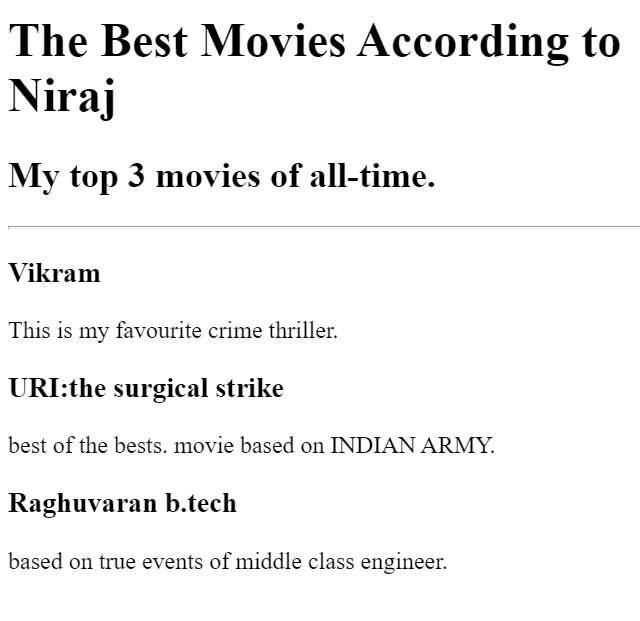 The Best Movies According to
Niraj
My top 3 movies of all-time.
Vikram
This is my favourite crime thriller.
URI:the surgical strike
best of the bests. movie based on INDIAN ARMY.
Raghuvaran b.tech
based on true events of middle class engineer.